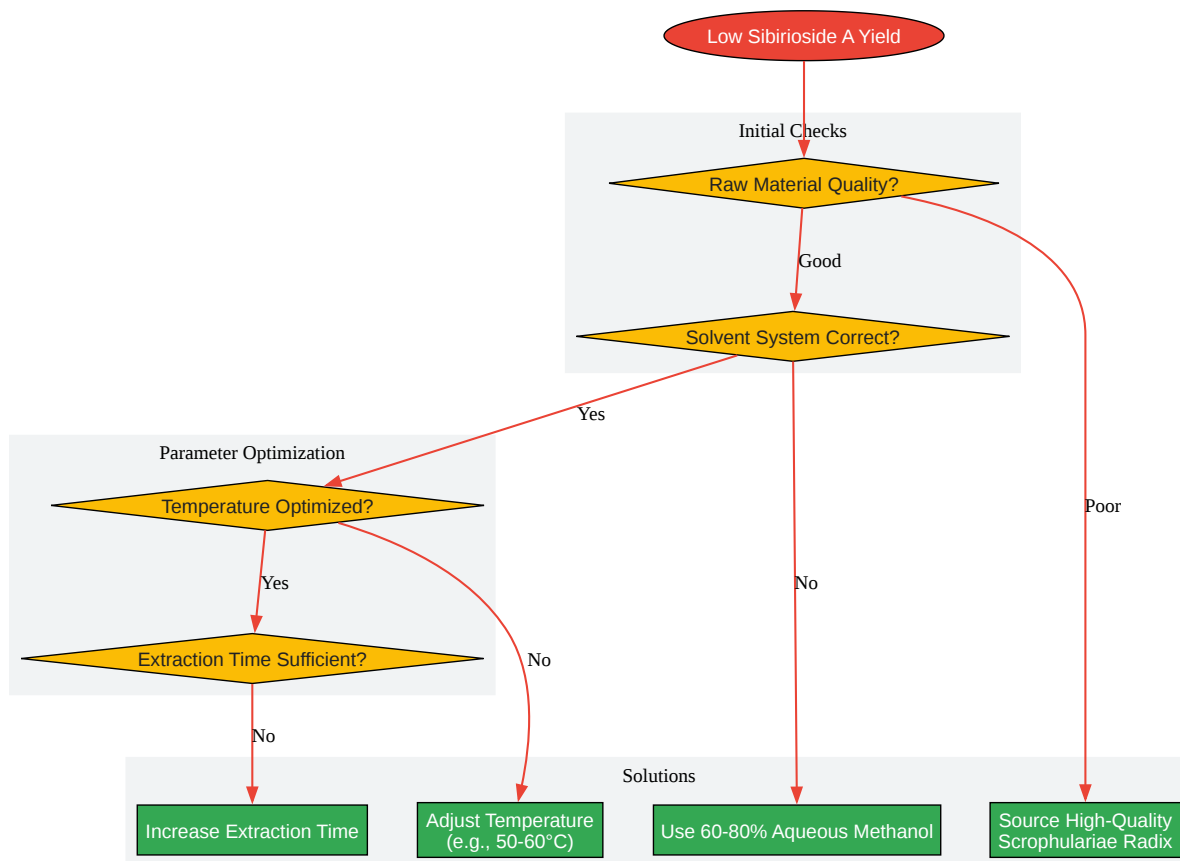 Low Sibirioside A Yield
Initial Checks
Raw Material Quality?
Good
Solvent System Correct?
Yes
Parameter Optimization
Temperature Optimized?
Poor
Yes
No
Extraction Time Sufficient?
No
No
Solutions
Increase Extraction Time
Adjust Temperature
(e.g., 50-60°C)
Use 60-80% Aqueous Methanol
Source High-Quality
Scrophulariae Radix